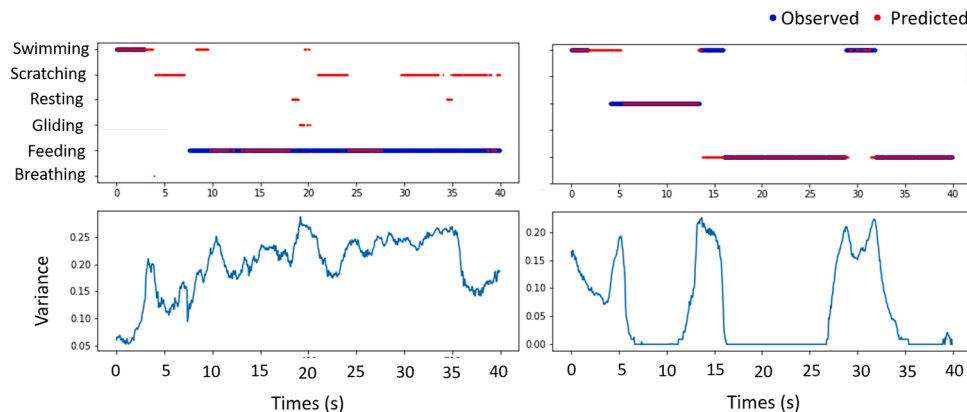 Observed Predicted
Swimming
Scratching
Resting
Gliding
Feeding
Breathing
0 5 10 15 20 25 30 35 40
0 5 10 15 20 25 30 35 40
Variance
0.25
0.20
0.15
0.10
0.05
0 5 10 15 20 25 30 35 40
Times (s)
0.20
0.15
0.10
0.05
0.00
0 5 10 15 20 25 30 35 40
Times (s)